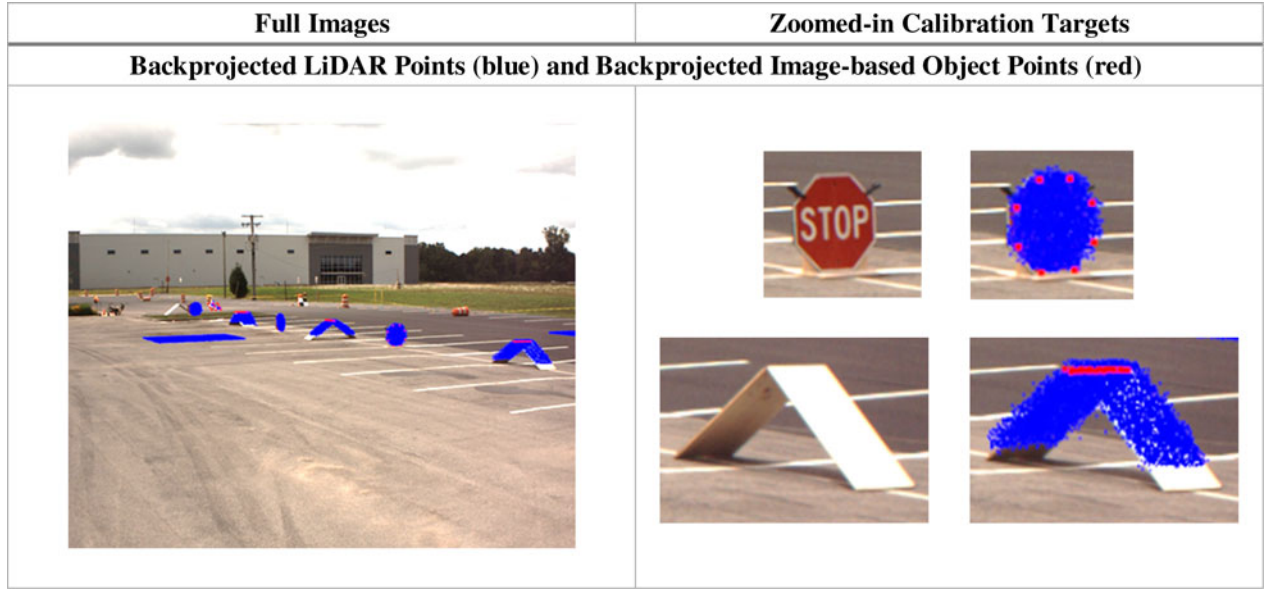 Full Images
Zoomed-in Calibration Targets
Backprojected LiDAR Points (blue) and Backprojected Image-based Object Points (red)
STOP